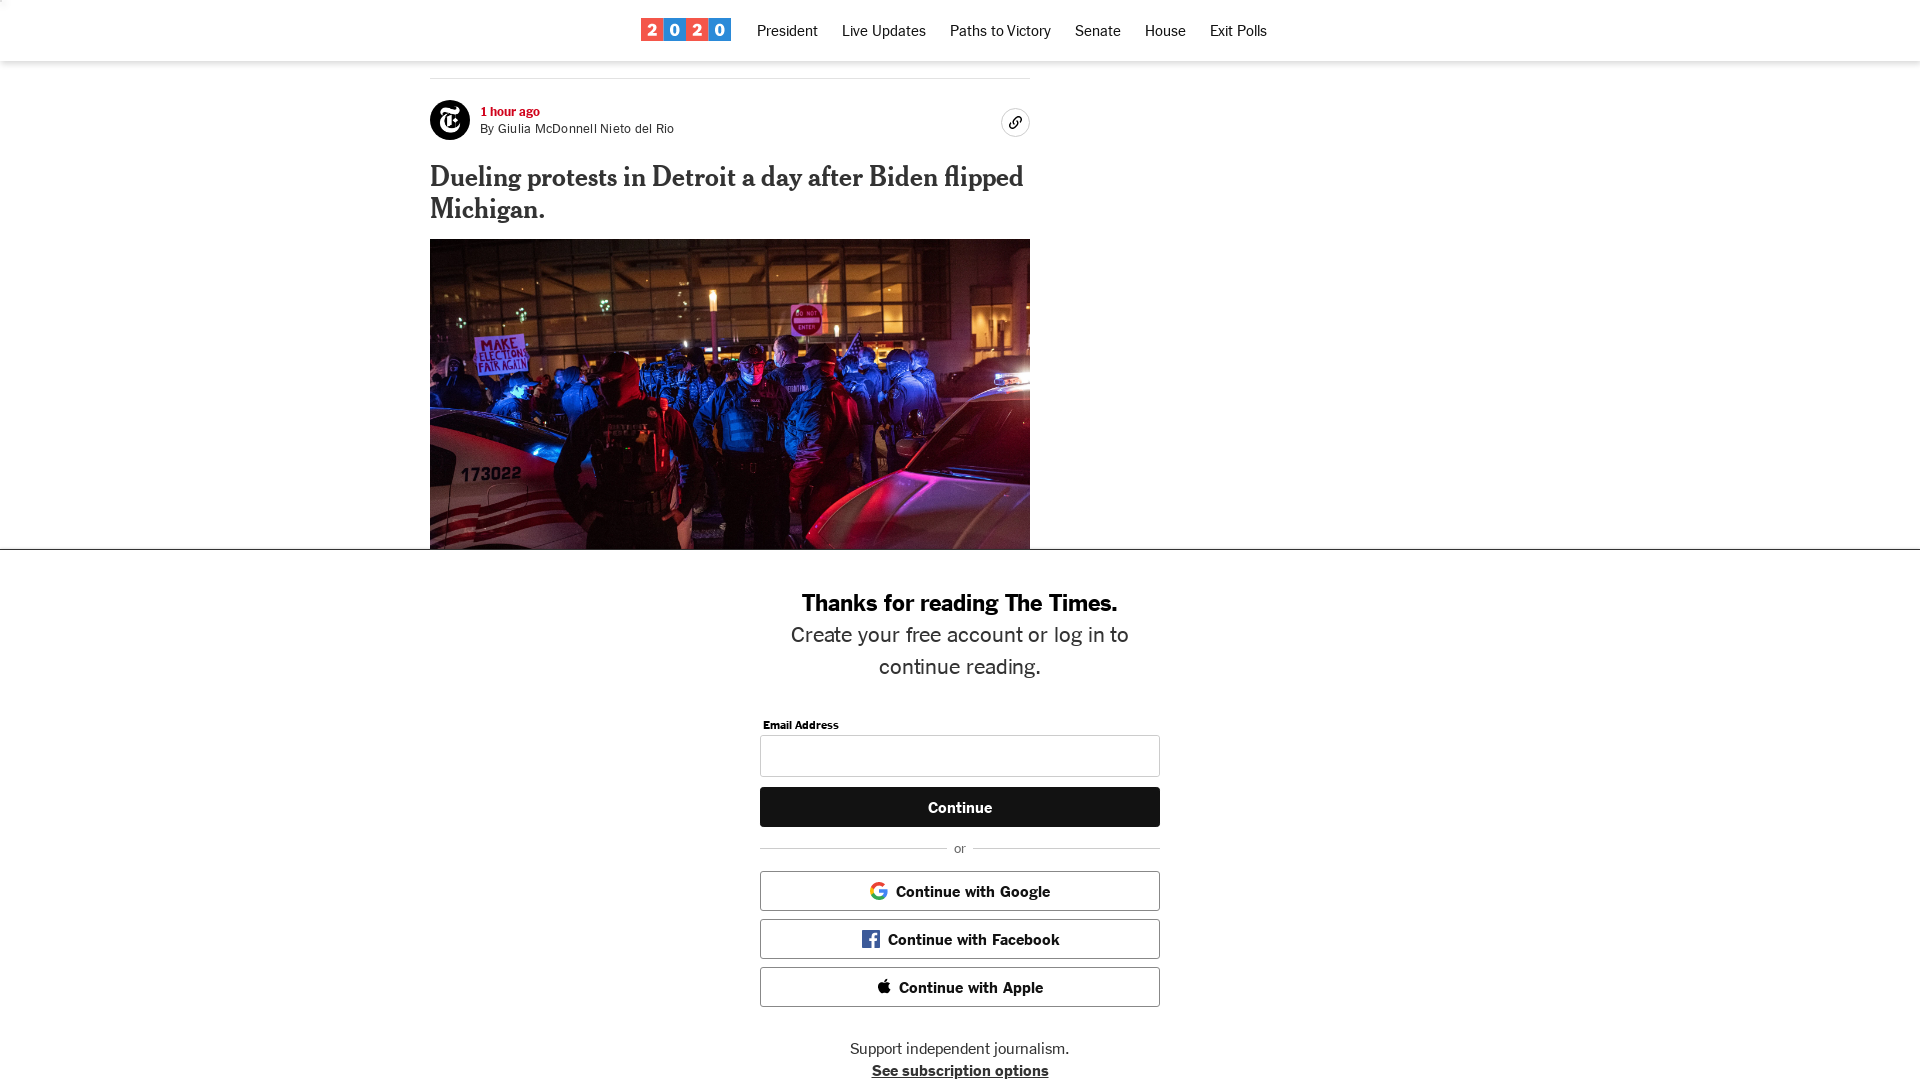 2020 President Live Updates Paths to Victory Senate House Exit Polls
1 hour ago
By Giulia McDonnell Nieto del Rio
Dueling protests in Detroit a day after Biden flipped
Michigan.
DO NOT
ENTER
MAKE
ELECTIONS
FAIR AGAIN
POLICE
173022
Thanks for reading The Times.
Create your free account or log in to
continue reading.
Email Address
Continue
or
Continue with Google
Continue with Facebook
Continue with Apple
Support independent journalism.
See subscription options